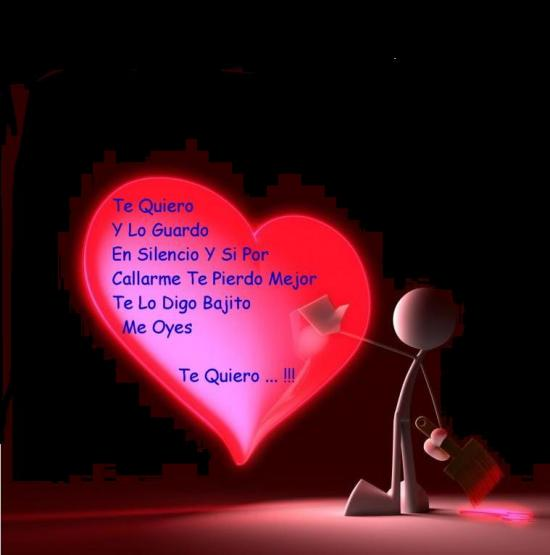 Te Quiero
Y Lo Guardo
En Silencio Y Si Por
Callarme Te Pierdo Mejor
Te Lo Digo Bajito
Me Oyes
Te Quiero ... !!!